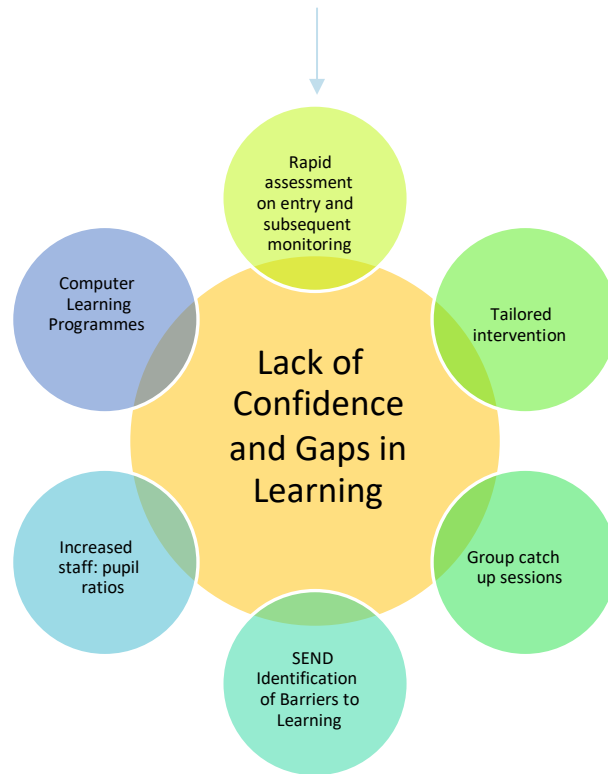 Rapid
assessment
on entry and
subsequent
monitoring
Computer
Learning
Programmes
Tailored
intervention
Lack of
Confidence
and Gaps in
Learning
Increased
staff: pupil
ratios
Group catch
up sessions
SEND
Identification
of Barriers to
Learning